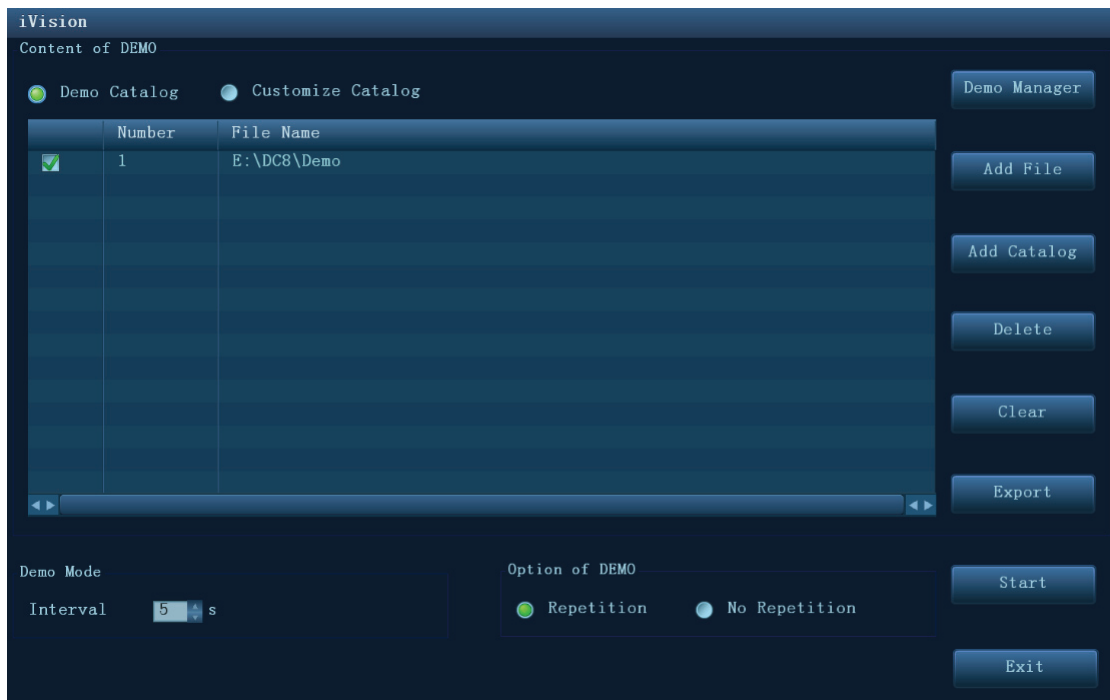 iVision
Content of DEMO
Demo Catalog Customize Catalog
Demo Manager
Number File Name
1 E:\DC8\Demo
Add File
Add Catalog
Delete
Clear
Export
Demo Mode
Interval 5 s
Option of DEMO
Repetition No Repetition
Start
Exit